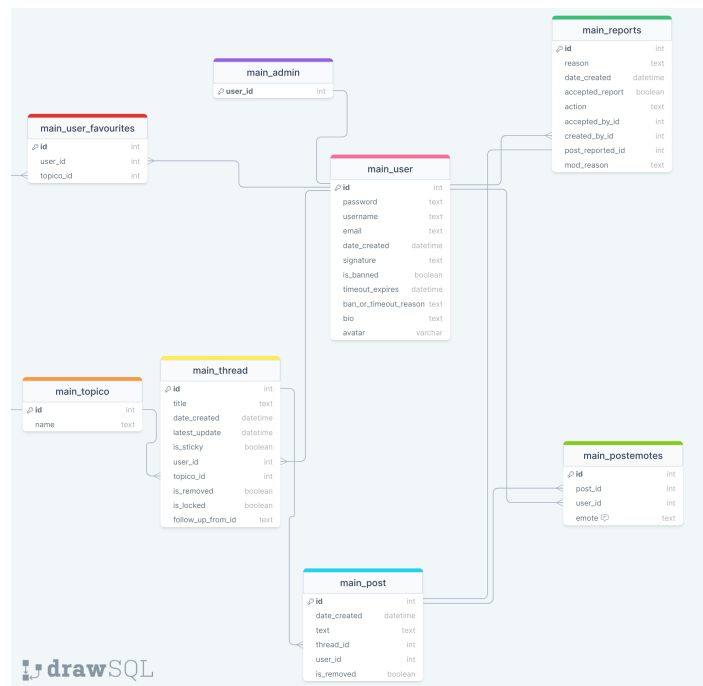 main_reports
id int
reason text
date_created datetime
accepted_report boolean
action text
accepted_by_id int
created_by_id int
post_reported_id int
mod_reason text
main_admin
user_id int
main_user_favourites
id int
user_id int
topico_id int
main_user
id int
password text
username text
email text
date_created datetime
signature text
is_banned boolean
timeout_expires datetime
ban_or_timeout_reason text
bio text
avatar varchar
main_thread
id int
title text
date_created datetime
latest_update datetime
is_sticky boolean
user_id int
topico_id int
is_removed boolean
is_locked boolean
follow_up_from_id text
main_topico
id int
name text
main_postemotes
id int
post_id int
user_id int
emote text
main_post
id int
date_created datetime
text text
thread_id int
user_id int
is_removed boolean
drawSQL